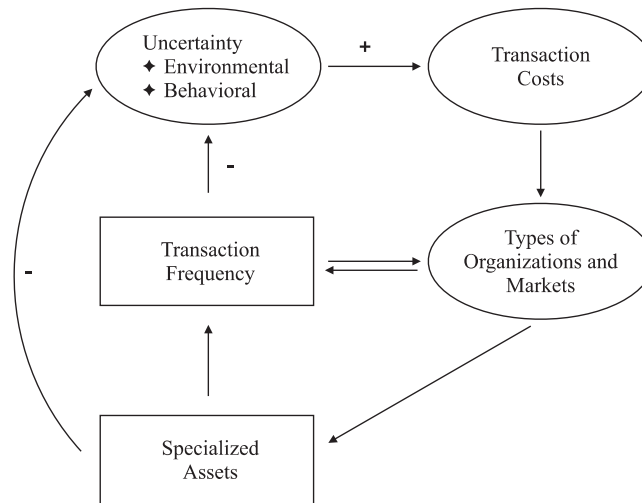 Uncertainty
✦ Environmental
✦ Behavioral
+
Transaction
Costs
-
Transaction
Frequency
Types of
Organizations and
Markets
-
Specialized
Assets